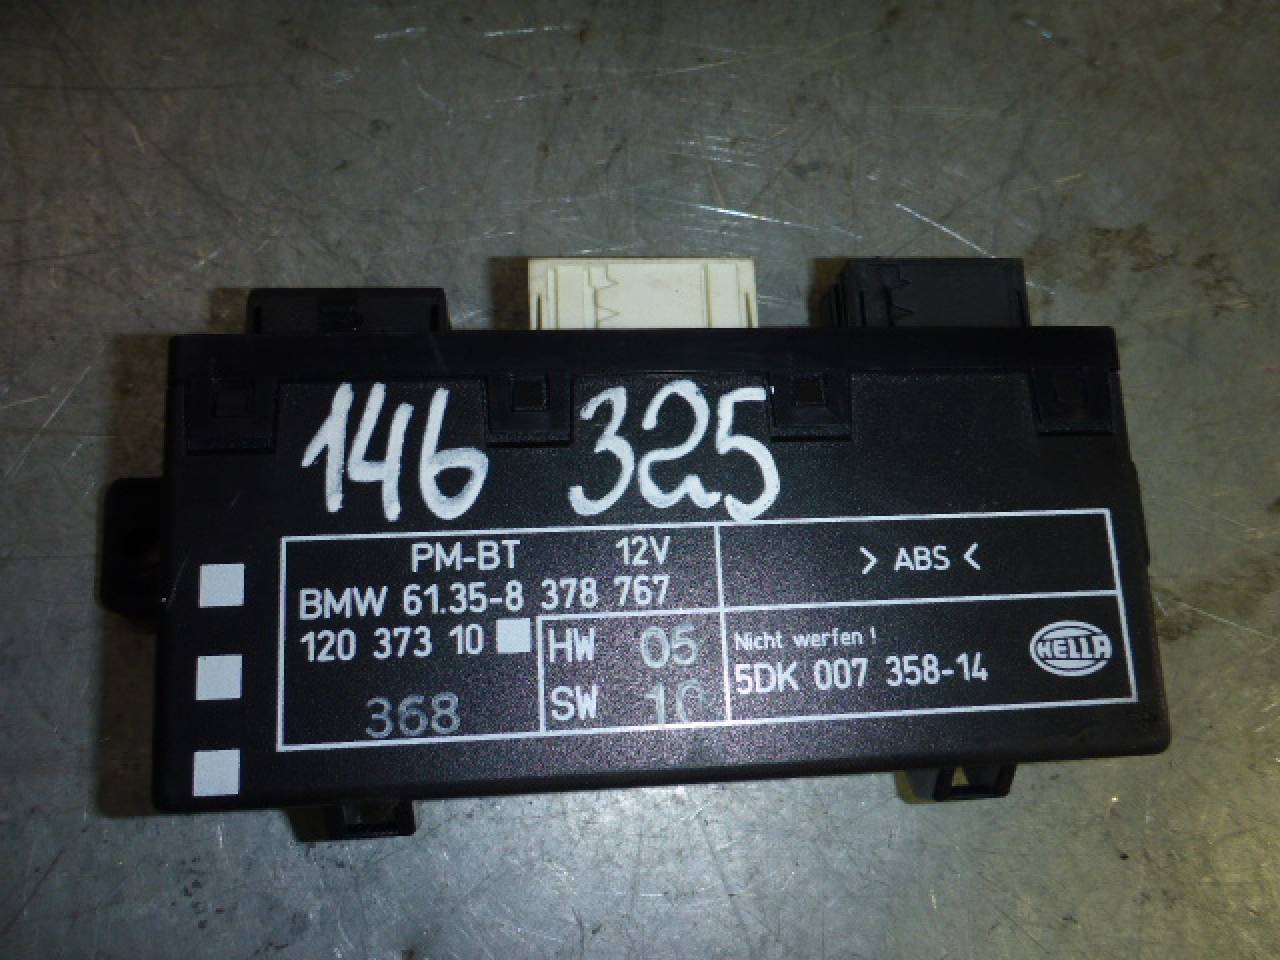 146 325
PM-BT 12V
BMW 61.35-8 378 767
120 373 10
HW 05
SW 10
368
> ABS <
Nicht werfen !
5DK 007 358-14
HELLA